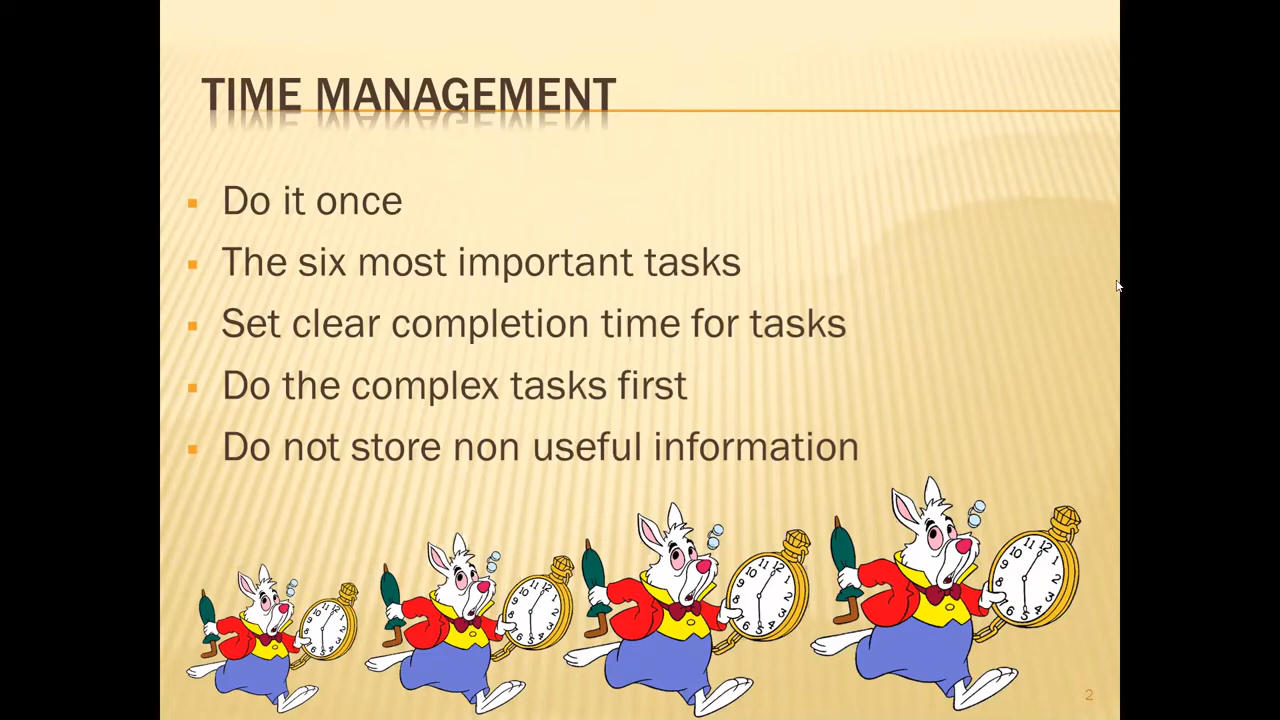 TIME MANAGEMENT
Do it once
The six most important tasks
Set clear completion time for tasks
Do the complex tasks first
Do not store non useful information
2